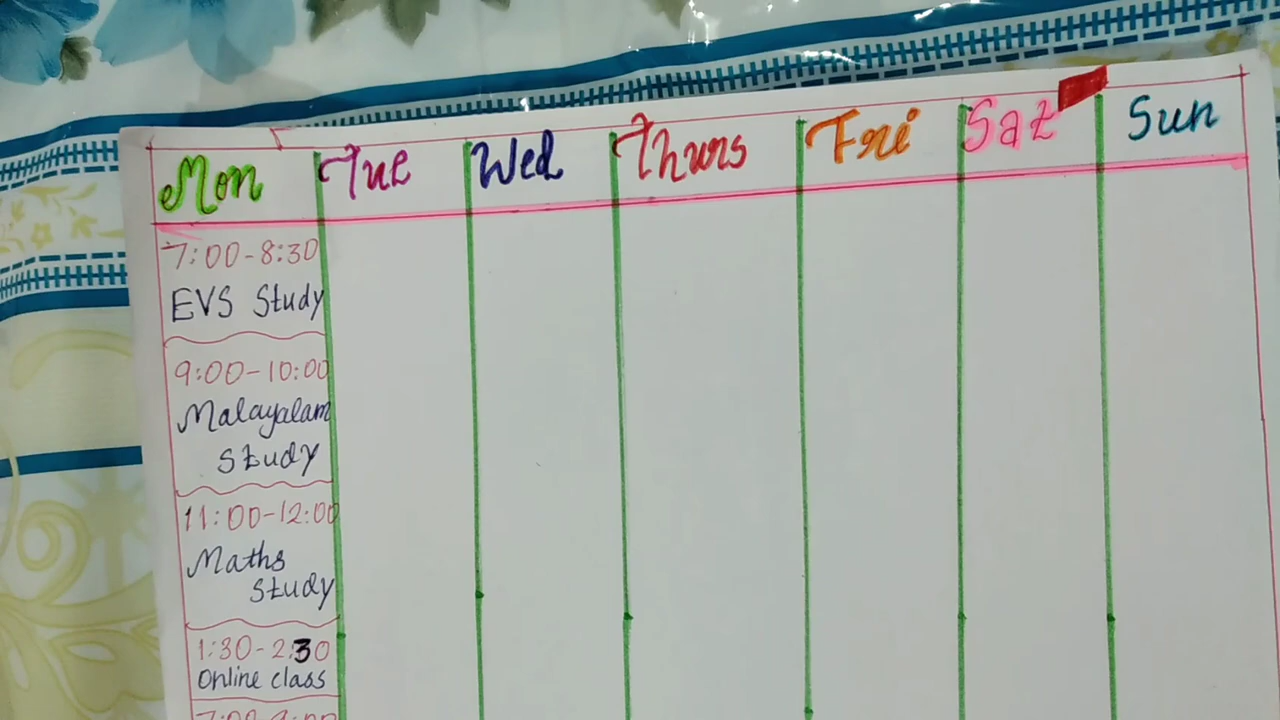 Mon Tue Wed Thurs Fri Sat Sun
7:00-8:30
EVS Study
9:00-10:00
Malayalam
study
11:00-12:00
Maths
study
1:30-2:30
Online class